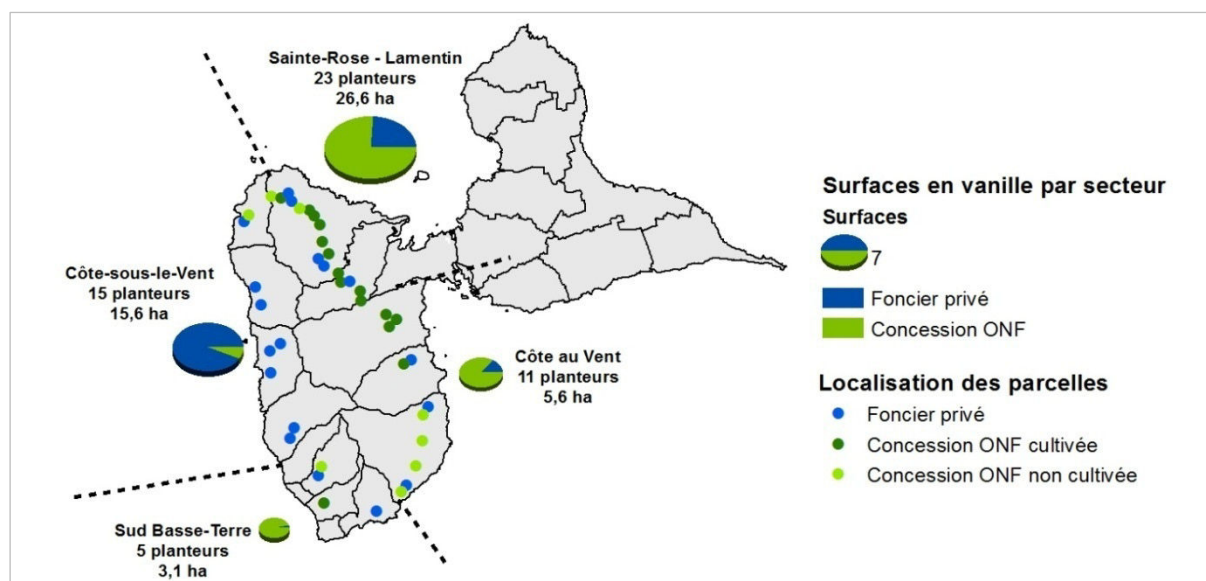 Sainte-Rose - Lamentin
23 planteurs
26,6 ha
Côte-sous-le-Vent
15 planteurs
15,6 ha
Côte au Vent
11 planteurs
5,6 ha
Sud Basse-Terre
5 planteurs
3,1 ha
Surfaces en vanille par secteur
Surfaces
7
Foncier privé
Concession ONF
Localisation des parcelles
Foncier privé
Concession ONF cultivée
Concession ONF non cultivée